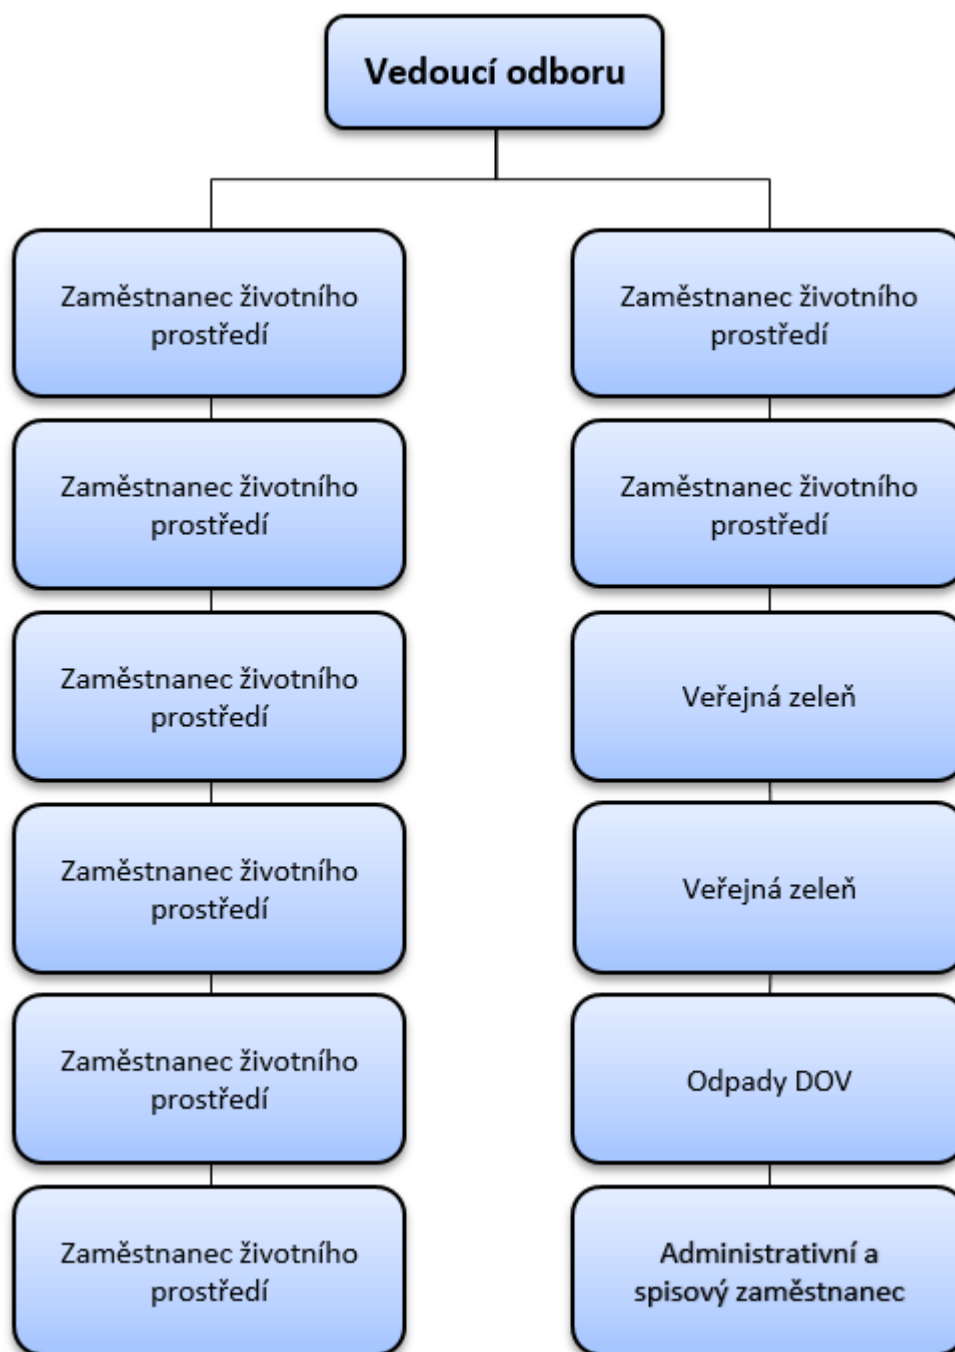 Vedoucí odboru
Zaměstnanec životního
prostředí
Zaměstnanec životního
prostředí
Zaměstnanec životního
prostředí
Zaměstnanec životního
prostředí
Zaměstnanec životního
prostředí
Zaměstnanec životního
prostředí
Zaměstnanec životního
prostředí
Zaměstnanec životního
prostředí
Veřejná zeleň
Veřejná zeleň
Odpady DOV
Administrativní a
spisový zaměstnanec